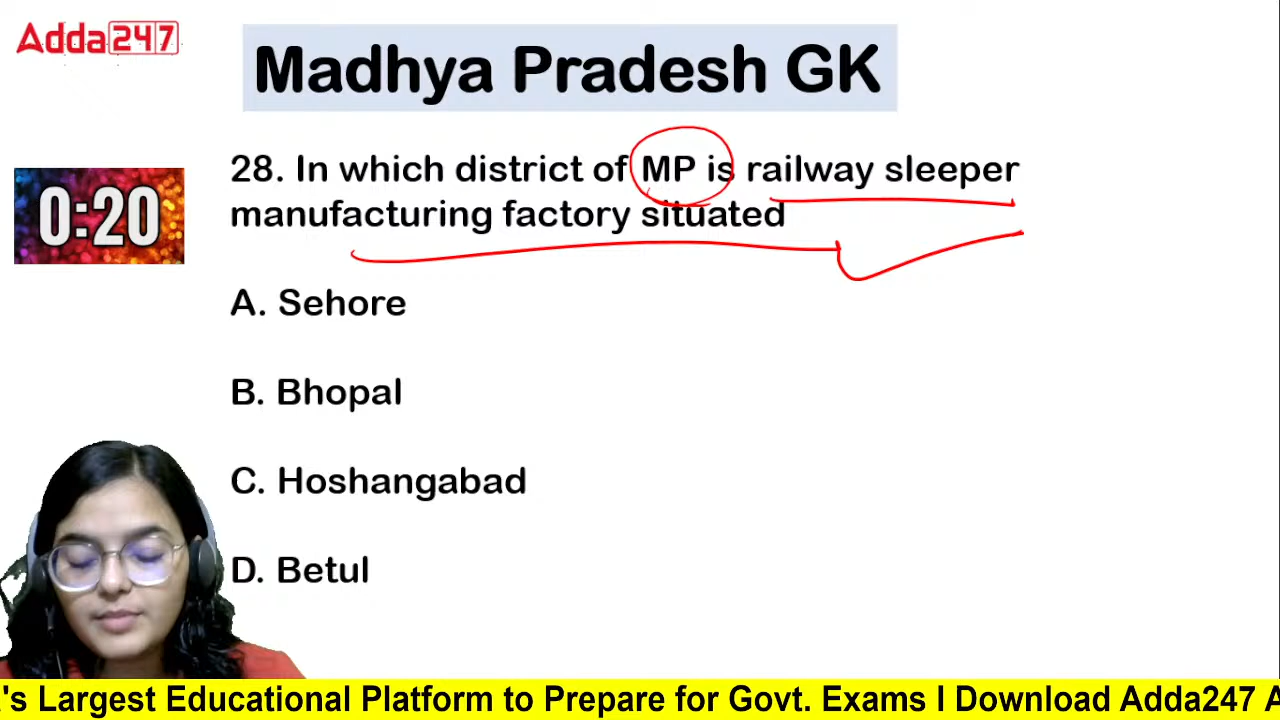 Adda247
Madhya Pradesh GK
0:20
28. In which district of MP is railway sleeper
manufacturing factory situated
A. Sehore
B. Bhopal
C. Hoshangabad
D. Betul
's Largest Educational Platform to Prepare for Govt. Exams I Download Adda247 A